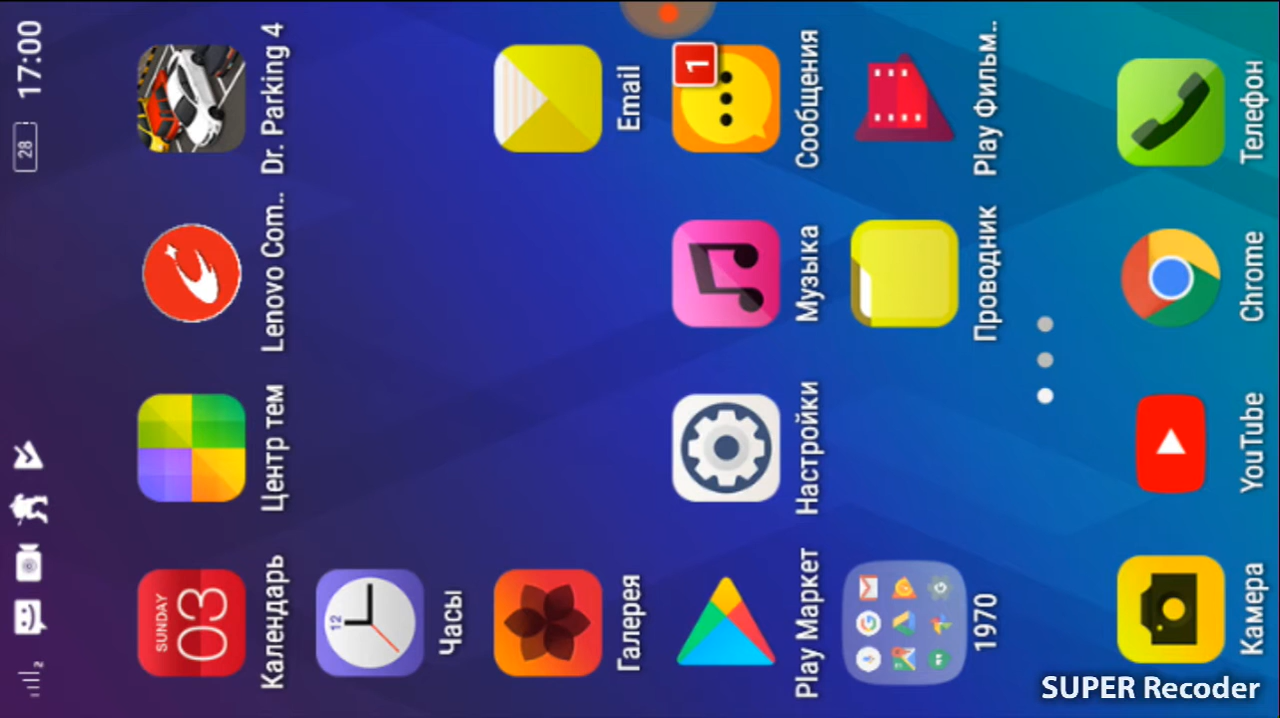 17:00
28
SUNDAY
03
Календарь
Центр тем
Lenovo Com..
Dr. Parking 4
12
Часы
Галерея
Email
Play Маркет
Настройки
Музыка
1
Сообщения
1970
Проводник
Play Фильм..
Камера
YouTube
Chrome
Телефон
SUPER Recoder